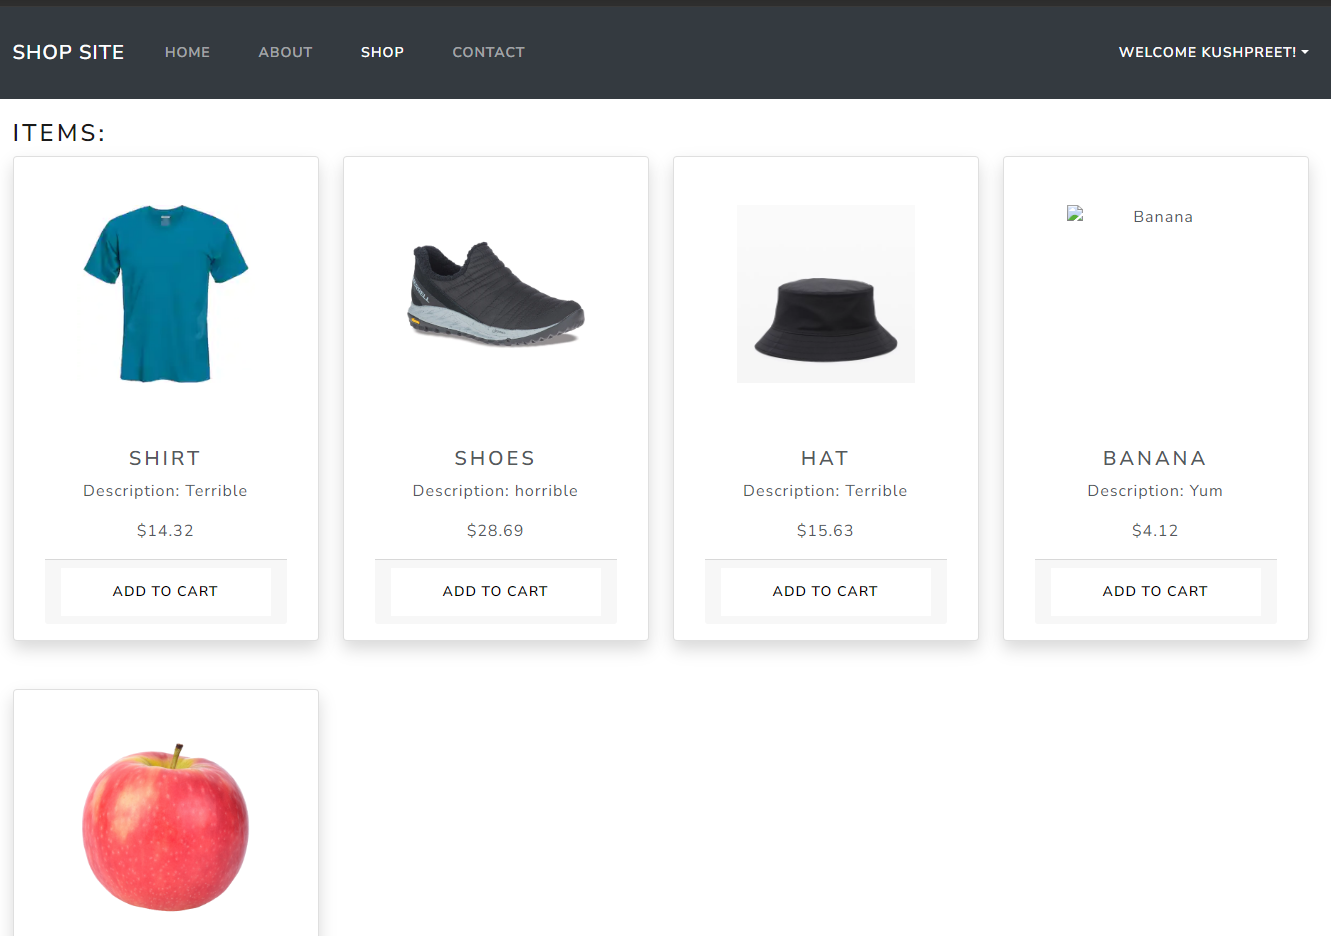 SHOP SITE HOME ABOUT SHOP CONTACT WELCOME KUSHPREET!
ITEMS:
SHIRT
Description: Terrible
$14.32
ADD TO CART
SHOES
Description: horrible
$28.69
ADD TO CART
HAT
Description: Terrible
$15.63
ADD TO CART
Banana
BANANA
Description: Yum
$4.12
ADD TO CART